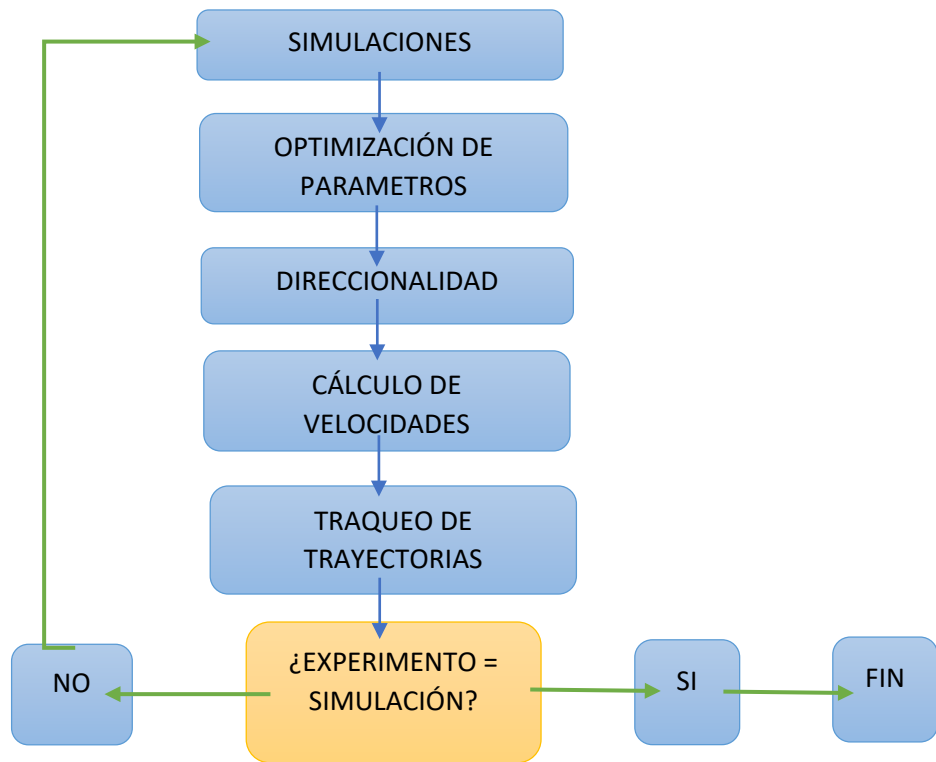 SIMULACIONES
OPTIMIZACIÓN DE
PARAMETROS
DIRECCIONALIDAD
CÁLCULO DE
VELOCIDADES
TRAQUEO DE
TRAYECTORIAS
¿EXPERIMENTO =
SIMULACIÓN?
NO
SI
FIN